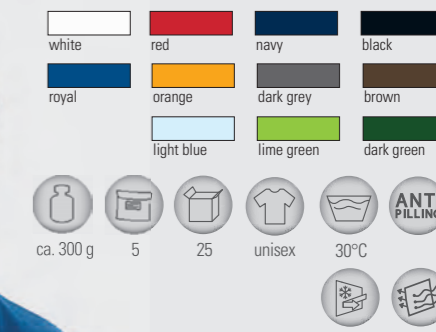 white red navy black
royal orange dark grey brown
light blue lime green dark green
ANT
PILLING
ca. 300 g 5 25 unisex 30°C